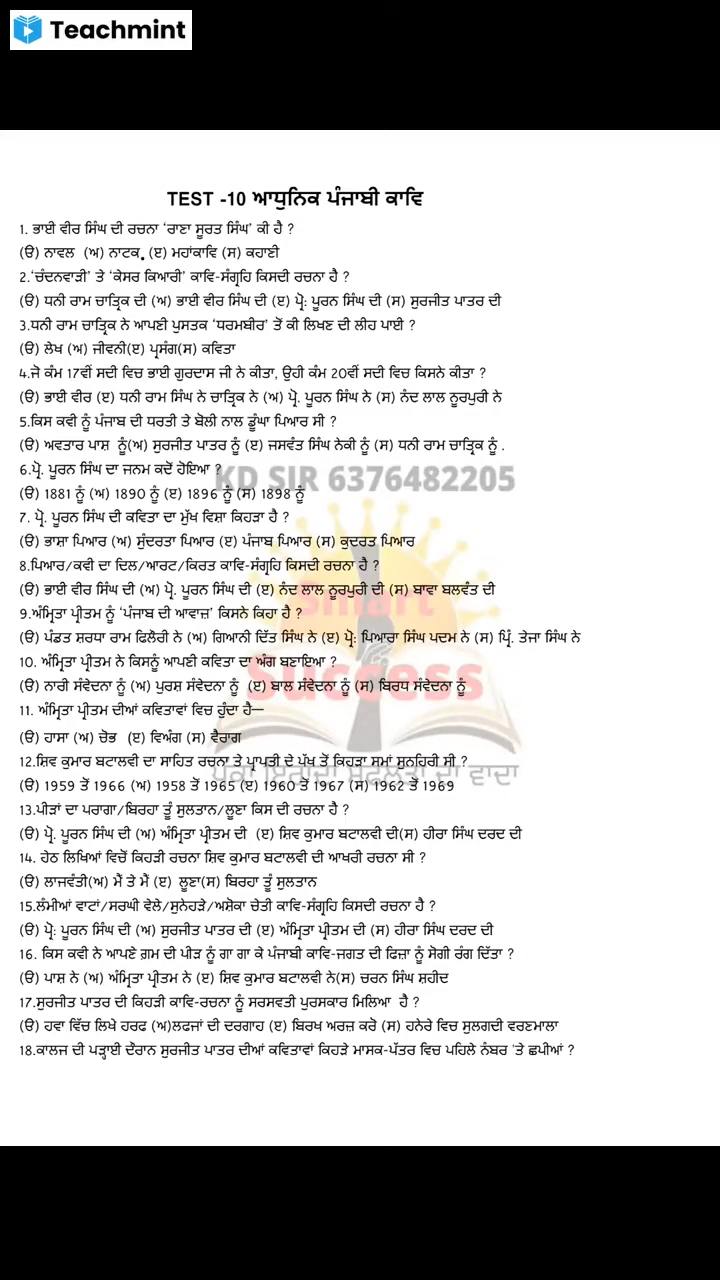 Teachmint
TEST -10 ਆਧੁਨਿਕ ਪੰਜਾਬੀ ਕਾਵਿ
1. ਭਾਈ ਵੀਰ ਸਿੰਘ ਦੀ ਰਚਨਾ ‘ਰਾਣਾ ਸੂਰਤ ਸਿੰਘ’ ਕੀ ਹੈ ?
(ੳ) ਨਾਵਲ (ਅ) ਨਾਟਕ. (ੲ) ਮਹਾਂਕਾਵਿ (ਸ) ਕਹਾਣੀ
2.‘ਚੰਦਨਵਾੜੀ’ ਤੇ ‘ਕੇਸਰ ਕਿਆਰੀ’ ਕਾਵਿ-ਸੰਗ੍ਰਹਿ ਕਿਸਦੀ ਰਚਨਾ ਹੈ ?
(ੳ) ਧਨੀ ਰਾਮ ਚਾਤ੍ਰਿਕ ਦੀ (ਅ) ਭਾਈ ਵੀਰ ਸਿੰਘ ਦੀ (ੲ) ਪ੍ਰੋ: ਪੂਰਨ ਸਿੰਘ ਦੀ (ਸ) ਸੁਰਜੀਤ ਪਾਤਰ ਦੀ
3.ਧਨੀ ਰਾਮ ਚਾਤ੍ਰਿਕ ਨੇ ਆਪਣੀ ਪੁਸਤਕ ‘ਧਰਮਬੀਰ’ ਤੋਂ ਕੀ ਲਿਖਣ ਦੀ ਲੀਹ ਪਾਈ ?
(ੳ) ਲੇਖ (ਅ) ਜੀਵਨੀ(ੲ) ਪ੍ਰਸੰਗ(ਸ) ਕਵਿਤਾ
4.ਜੋ ਕੰਮ 17ਵੀਂ ਸਦੀ ਵਿਚ ਭਾਈ ਗੁਰਦਾਸ ਜੀ ਨੇ ਕੀਤਾ, ਉਹੀ ਕੰਮ 20ਵੀਂ ਸਦੀ ਵਿਚ ਕਿਸਨੇ ਕੀਤਾ ?
(ੳ) ਭਾਈ ਵੀਰ (ੲ) ਧਨੀ ਰਾਮ ਸਿੰਘ ਨੇ ਚਾਤ੍ਰਿਕ ਨੇ (ਅ) ਪ੍ਰੋ. ਪੂਰਨ ਸਿੰਘ ਨੇ (ਸ) ਨੰਦ ਲਾਲ ਨੂਰਪੁਰੀ ਨੇ
5.ਕਿਸ ਕਵੀ ਨੂੰ ਪੰਜਾਬ ਦੀ ਧਰਤੀ ਤੇ ਬੋਲੀ ਨਾਲ ਡੂੰਘਾ ਪਿਆਰ ਸੀ ?
(ੳ) ਅਵਤਾਰ ਪਾਸ਼ ਨੂੰ(ਅ) ਸੁਰਜੀਤ ਪਾਤਰ ਨੂੰ (ੲ) ਜਸਵੰਤ ਸਿੰਘ ਨੇਕੀ ਨੂੰ (ਸ) ਧਨੀ ਰਾਮ ਚਾਤ੍ਰਿਕ ਨੂੰ .
6.ਪ੍ਰੋ. ਪੂਰਨ ਸਿੰਘ ਦਾ ਜਨਮ ਕਦੋਂ ਹੋਇਆ ?
KD SIR 6376482205
(ੳ) 1881 ਨੂੰ (ਅ) 1890 ਨੂੰ (ੲ) 1896 ਨੂੰ (ਸ) 1898 ਨੂੰ
7. ਪ੍ਰੋ. ਪੂਰਨ ਸਿੰਘ ਦੀ ਕਵਿਤਾ ਦਾ ਮੁੱਖ ਵਿਸ਼ਾ ਕਿਹੜਾ ਹੈ ?
(ੳ) ਭਾਸ਼ਾ ਪਿਆਰ (ਅ) ਸੁੰਦਰਤਾ ਪਿਆਰ (ੲ) ਪੰਜਾਬ ਪਿਆਰ (ਸ) ਕੁਦਰਤ ਪਿਆਰ
8.ਪਿਆਰ/ਕਵੀ ਦਾ ਦਿਲ/ਆਰਟ/ਕਿਰਤ ਕਾਵਿ-ਸੰਗ੍ਰਹਿ ਕਿਸਦੀ ਰਚਨਾ ਹੈ ?
(ੳ) ਭਾਈ ਵੀਰ ਸਿੰਘ ਦੀ (ਅ) ਪ੍ਰੋ. ਪੂਰਨ ਸਿੰਘ ਦੀ (ੲ) ਨੰਦ ਲਾਲ ਨੂਰਪੁਰੀ ਦੀ (ਸ) ਬਾਵਾ ਬਲਵੰਤ ਦੀ
Smart
9.ਅੰਮ੍ਰਿਤਾ ਪ੍ਰੀਤਮ ਨੂੰ ‘ਪੰਜਾਬ ਦੀ ਆਵਾਜ਼’ ਕਿਸਨੇ ਕਿਹਾ ਹੈ ?
(ੳ) ਪੰਡਤ ਸ਼ਰਧਾ ਰਾਮ ਫਿਲੌਰੀ ਨੇ (ਅ) ਗਿਆਨੀ ਦਿੱਤ ਸਿੰਘ ਨੇ (ੲ) ਪ੍ਰੋ: ਪਿਆਰਾ ਸਿੰਘ ਪਦਮ ਨੇ (ਸ) ਪ੍ਰਿੰ. ਤੇਜਾ ਸਿੰਘ ਨੇ
10. ਅੰਮ੍ਰਿਤਾ ਪ੍ਰੀਤਮ ਨੇ ਕਿਸਨੂੰ ਆਪਣੀ ਕਵਿਤਾ ਦਾ ਅੰਗ ਬਣਾਇਆ ?
Success
(ੳ) ਨਾਰੀ ਸੰਵੇਦਨਾ ਨੂੰ (ਅ) ਪੁਰਸ਼ ਸੰਵੇਦਨਾ ਨੂੰ (ੲ) ਬਾਲ ਸੰਵੇਦਨਾ ਨੂੰ (ਸ) ਬਿਰਧ ਸੰਵੇਦਨਾ ਨੂੰ
11. ਅੰਮ੍ਰਿਤਾ ਪ੍ਰੀਤਮ ਦੀਆਂ ਕਵਿਤਾਵਾਂ ਵਿਚ ਹੁੰਦਾ ਹੈ—
(ੳ) ਹਾਸਾ (ਅ) ਚੋਭ (ੲ) ਵਿਅੰਗ (ਸ) ਵੈਰਾਗ
12.ਸ਼ਿਵ ਕੁਮਾਰ ਬਟਾਲਵੀ ਦਾ ਸਾਹਿਤ ਰਚਨਾ ਤੇ ਪ੍ਰਾਪਤੀ ਦੇ ਪੱਖ ਤੋਂ ਕਿਹੜਾ ਸਮਾਂ ਸੁਨਹਿਰੀ ਸੀ ?
ਪੱਕਾ ਇਰਾਦਾ ਸਫਲਤਾ ਦਾ ਵਾਦਾ
(ੳ) 1959 ਤੋਂ 1966 (ਅ) 1958 ਤੋਂ 1965 (ੲ) 1960 ਤੋਂ 1967 (ਸ) 1962 ਤੋਂ 1969
13.ਪੀੜਾਂ ਦਾ ਪਰਾਗਾ/ਬਿਰਹਾ ਤੂੰ ਸੁਲਤਾਨ/ਲੂਣਾ ਕਿਸ ਦੀ ਰਚਨਾ ਹੈ ?
(ੳ) ਪ੍ਰੋ. ਪੂਰਨ ਸਿੰਘ ਦੀ (ਅ) ਅੰਮ੍ਰਿਤਾ ਪ੍ਰੀਤਮ ਦੀ (ੲ) ਸ਼ਿਵ ਕੁਮਾਰ ਬਟਾਲਵੀ ਦੀ(ਸ) ਹੀਰਾ ਸਿੰਘ ਦਰਦ ਦੀ
14. ਹੇਠ ਲਿਖਿਆਂ ਵਿਚੋਂ ਕਿਹੜੀ ਰਚਨਾ ਸ਼ਿਵ ਕੁਮਾਰ ਬਟਾਲਵੀ ਦੀ ਆਖਰੀ ਰਚਨਾ ਸੀ ?
(ੳ) ਲਾਜਵੰਤੀ(ਅ) ਮੈਂ ਤੇ ਮੈਂ (ੲ) ਲੂਣਾ(ਸ) ਬਿਰਹਾ ਤੂੰ ਸੁਲਤਾਨ
15.ਲੰਮੀਆਂ ਵਾਟਾਂ/ਸਰਘੀ ਵੇਲੇ/ਸੁਨੇਹੜੇ/ਅਸ਼ੋਕਾ ਚੇਤੀ ਕਾਵਿ-ਸੰਗ੍ਰਹਿ ਕਿਸਦੀ ਰਚਨਾ ਹੈ ?
(ੳ) ਪ੍ਰੋ: ਪੂਰਨ ਸਿੰਘ ਦੀ (ਅ) ਸੁਰਜੀਤ ਪਾਤਰ ਦੀ (ੲ) ਅੰਮ੍ਰਿਤਾ ਪ੍ਰੀਤਮ ਦੀ (ਸ) ਹੀਰਾ ਸਿੰਘ ਦਰਦ ਦੀ
16. ਕਿਸ ਕਵੀ ਨੇ ਆਪਣੇ ਗ਼ਮ ਦੀ ਪੀੜ ਨੂੰ ਗਾ ਗਾ ਕੇ ਪੰਜਾਬੀ ਕਾਵਿ-ਜਗਤ ਦੀ ਫਿਜ਼ਾ ਨੂੰ ਸੋਗੀ ਰੰਗ ਦਿੱਤਾ ?
(ੳ) ਪਾਸ਼ ਨੇ (ਅ) ਅੰਮ੍ਰਿਤਾ ਪ੍ਰੀਤਮ ਨੇ (ੲ) ਸ਼ਿਵ ਕੁਮਾਰ ਬਟਾਲਵੀ ਨੇ(ਸ) ਚਰਨ ਸਿੰਘ ਸ਼ਹੀਦ
17.ਸੁਰਜੀਤ ਪਾਤਰ ਦੀ ਕਿਹੜੀ ਕਾਵਿ-ਰਚਨਾ ਨੂੰ ਸਰਸਵਤੀ ਪੁਰਸਕਾਰ ਮਿਲਿਆ ਹੈ ?
(ੳ) ਹਵਾ ਵਿੱਚ ਲਿਖੇ ਹਰਫ (ਅ)ਲਫਜਾਂ ਦੀ ਦਰਗਾਹ (ੲ) ਬਿਰਖ ਅਰਜ਼ ਕਰੇ (ਸ) ਹਨੇਰੇ ਵਿਚ ਸੁਲਗਦੀ ਵਰਣਮਾਲਾ
18.ਕਾਲਜ ਦੀ ਪੜ੍ਹਾਈ ਦੌਰਾਨ ਸੁਰਜੀਤ ਪਾਤਰ ਦੀਆਂ ਕਵਿਤਾਵਾਂ ਕਿਹੜੇ ਮਾਸਕ-ਪੱਤਰ ਵਿਚ ਪਹਿਲੇ ਨੰਬਰ 'ਤੇ ਛਪੀਆਂ ?